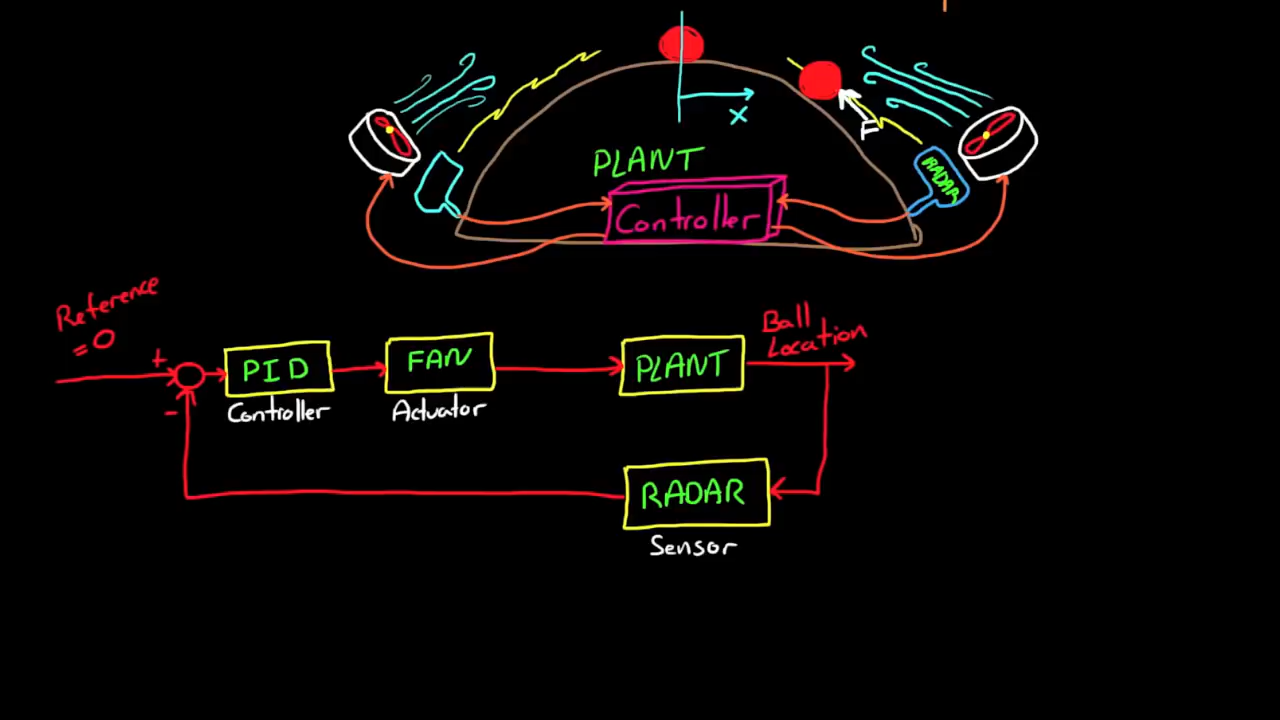 F
X
PLANT
RADAR
Controller
Reference
= 0
Ball
Location
+
PID
FAN
PLANT
-
Controller
Actuator
RADAR
Sensor